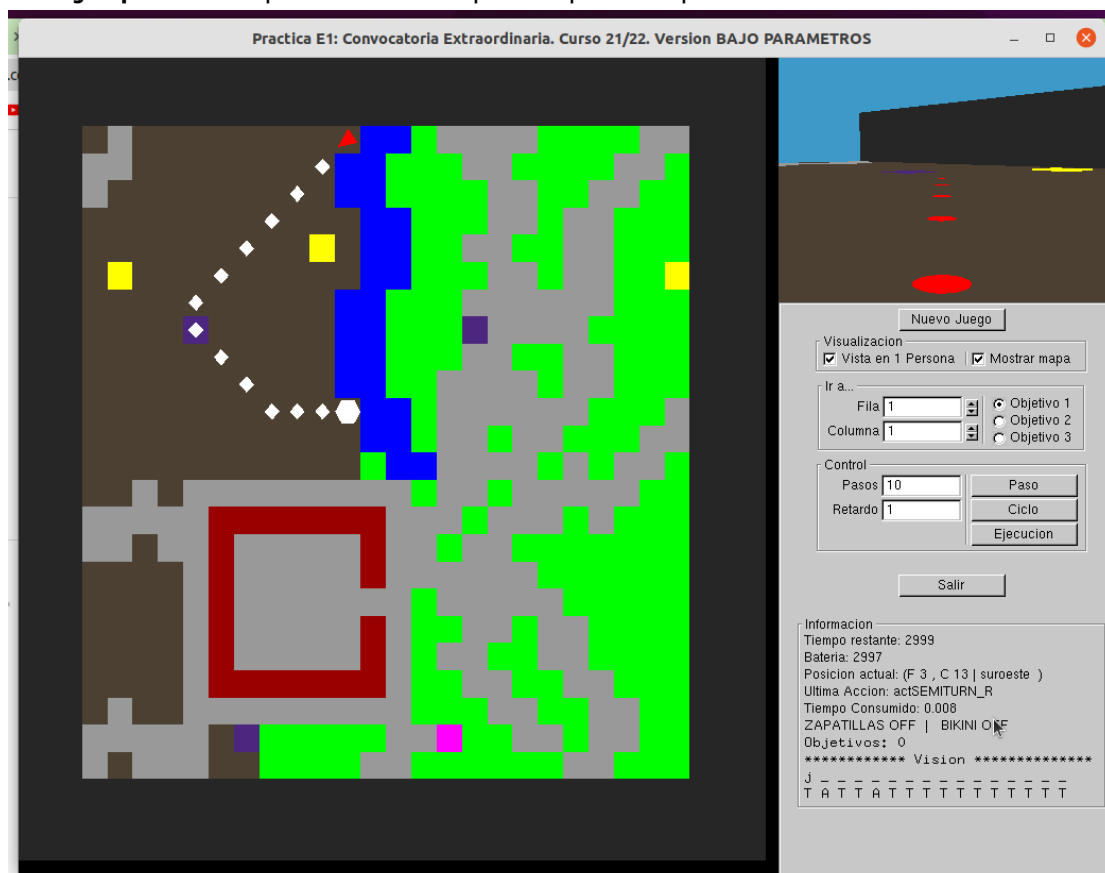 Practica E1: Convocatoria Extraordinaria. Curso 21/22. Version BAJO PARAMETROS
Nuevo Juego
Visualizacion
Vista en 1 Persona
Mostrar mapa
Ir a...
Fila 1
Columna 1
Objetivo 1
Objetivo 2
Objetivo 3
Control
Pasos 10
Paso
Retardo 1
Ciclo
Ejecucion
Salir
Informacion
Tiempo restante: 2999
Bateria: 2997
Posicion actual: (F 3 , C 13 | suroeste )
Ultima Accion: actSEMITURN_R
Tiempo Consumido: 0.008
ZAPATILLAS OFF | BIKINI OFF
Objetivos: 0
************ Vision **************
j _ _ _ _ _ _ _ _ _ _ _ _ _ _ _
T A T T A T T T T T T T T T T T